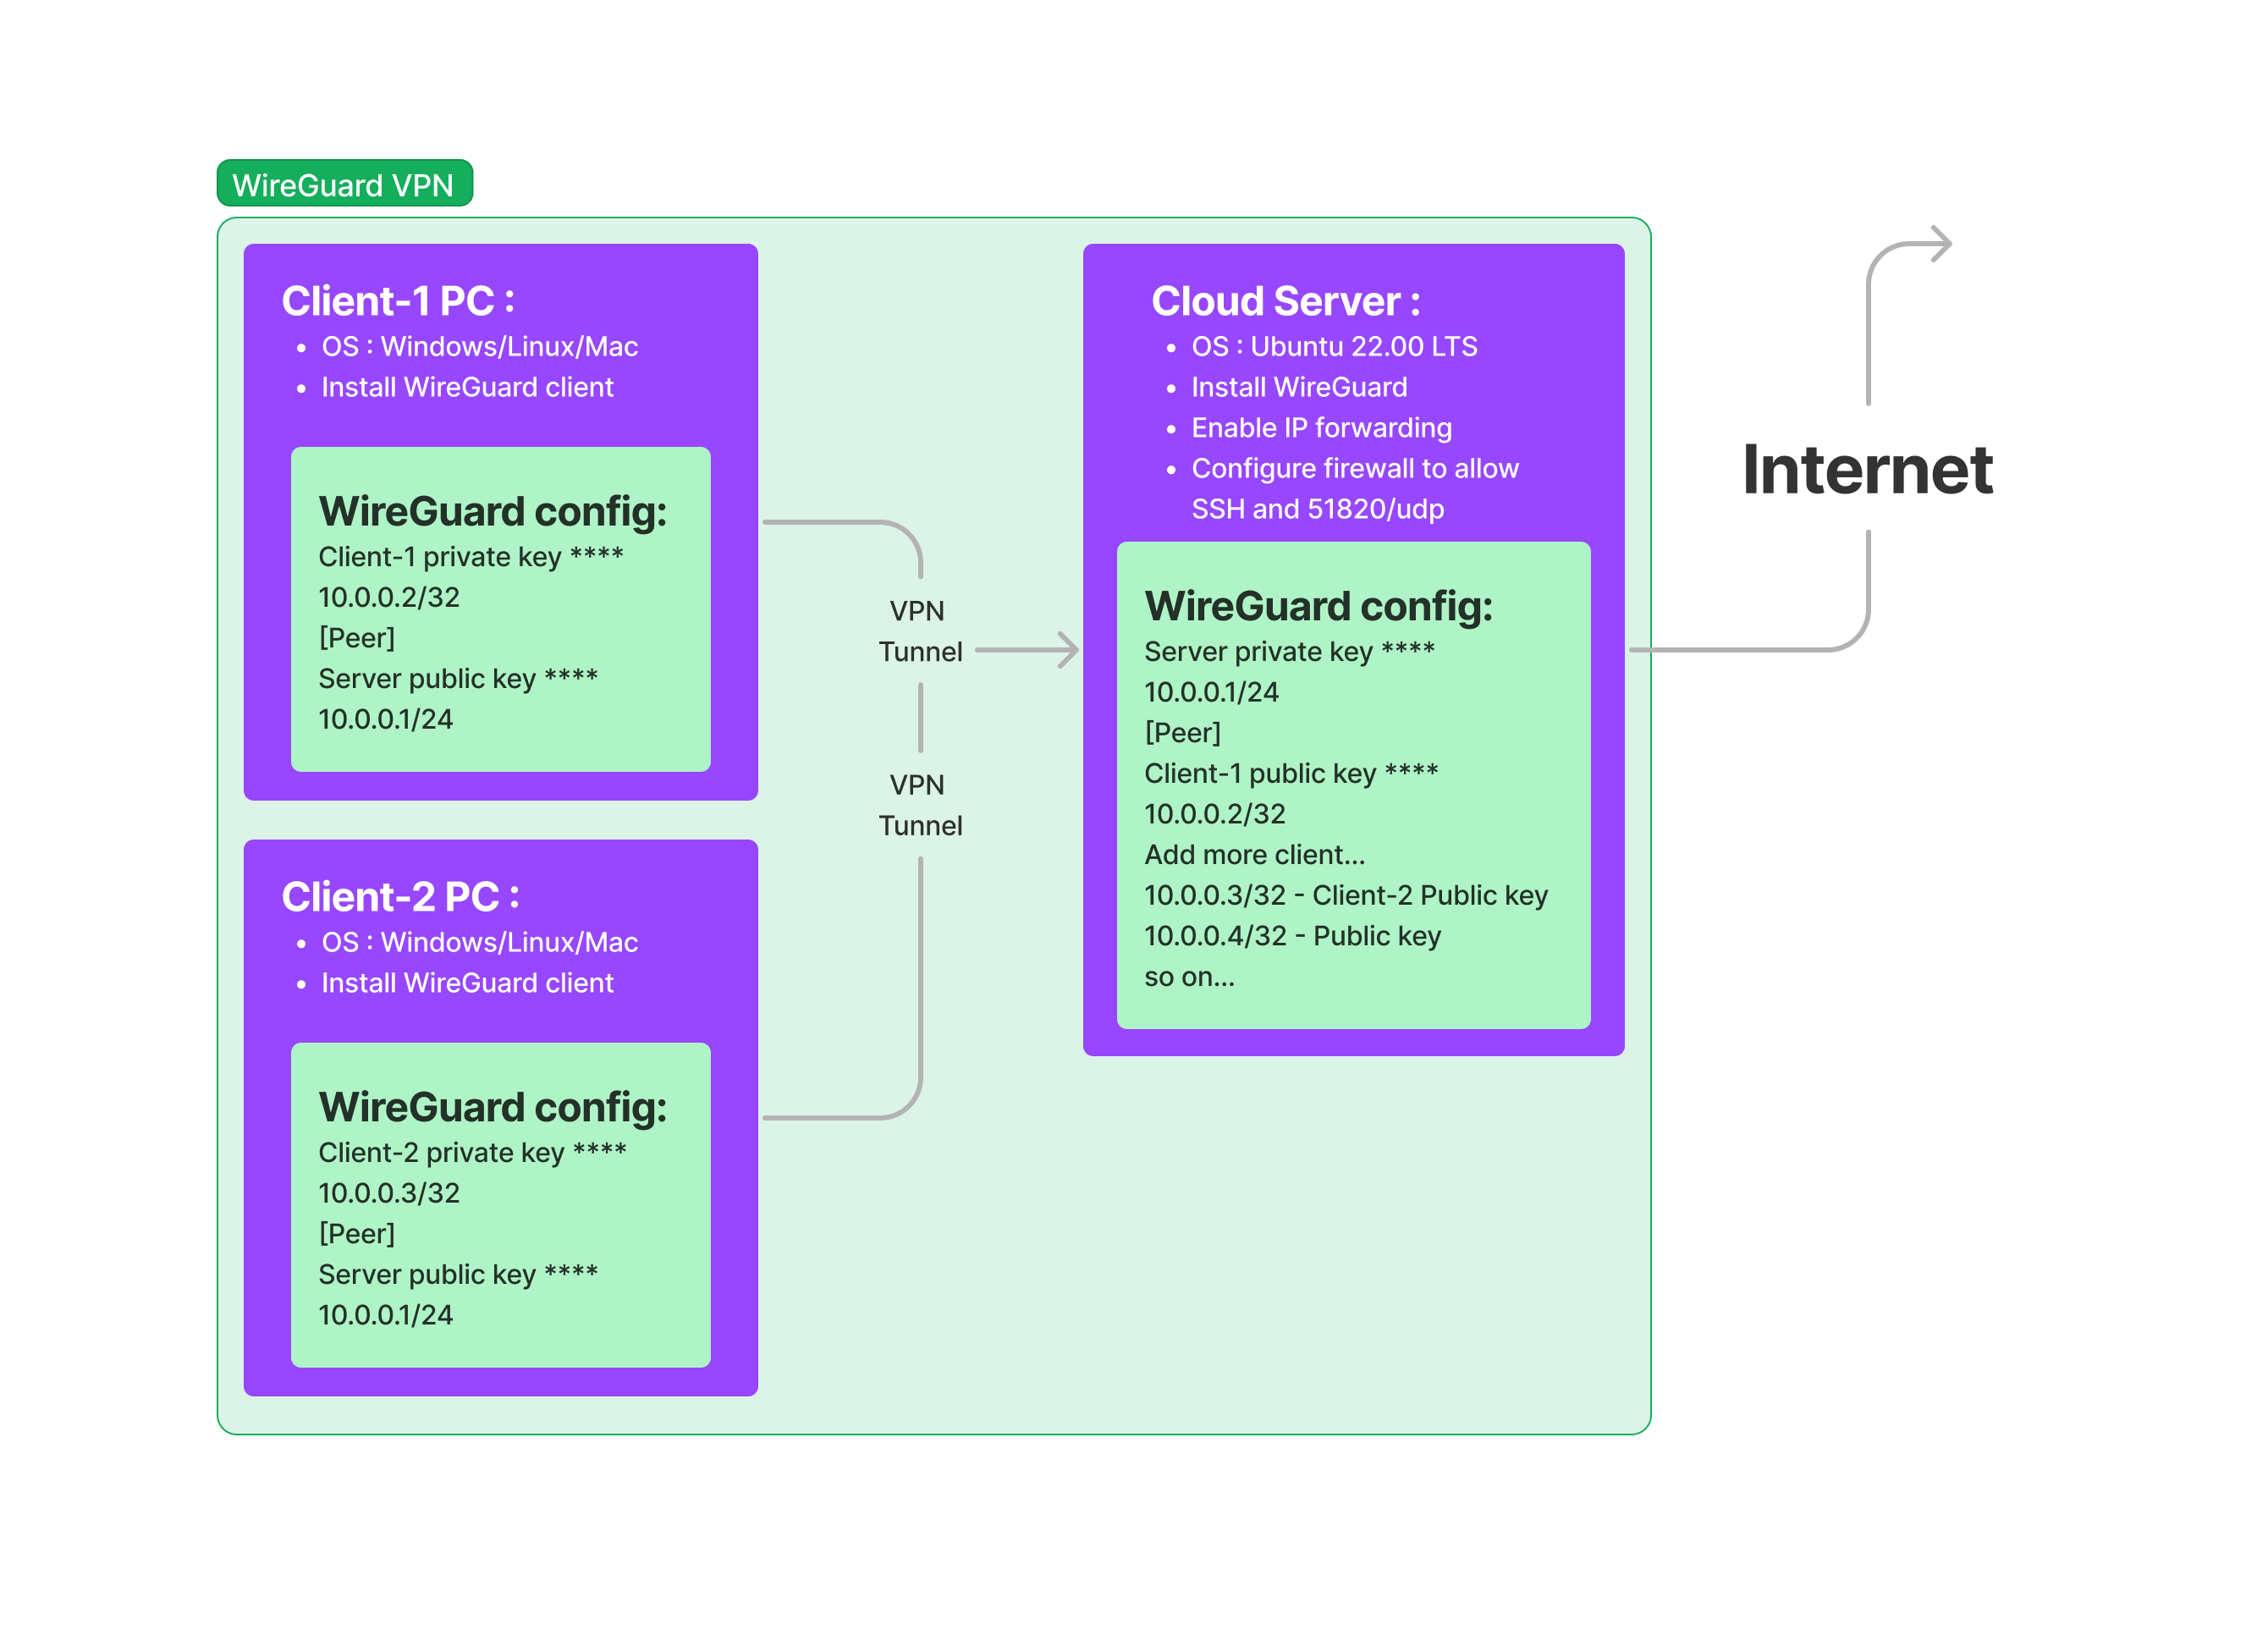 WireGuard VPN
Client-1 PC :
OS : Windows/Linux/Mac
Install WireGuard client
WireGuard config:
Client-1 private key ****
10.0.0.2/32
[Peer]
Server public key ****
10.0.0.1/24
Client-2 PC :
OS : Windows/Linux/Mac
Install WireGuard client
WireGuard config:
Client-2 private key ****
10.0.0.3/32
[Peer]
Server public key ****
10.0.0.1/24
VPN
Tunnel
VPN
Tunnel
Cloud Server :
OS : Ubuntu 22.00 LTS
Install WireGuard
Enable IP forwarding
Configure firewall to allow
SSH and 51820/udp
WireGuard config:
Server private key ****
10.0.0.1/24
[Peer]
Client-1 public key ****
10.0.0.2/32
Add more client...
10.0.0.3/32 - Client-2 Public key
10.0.0.4/32 - Public key
so on...
Internet